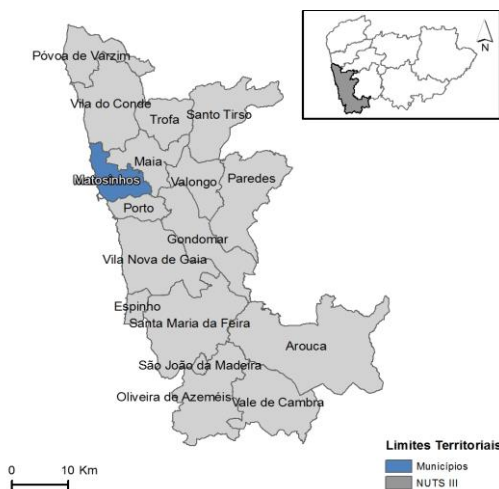 N
Póvoa de Varzim
Vila do Conde
Trofa
Santo Tirso
Maia
Matosinhos
Valongo
Paredes
Porto
Gondomar
Vila Nova de Gaia
Espinho
Santa Maria da Feira
Arouca
São João da Madeira
Oliveira de Azeméis
Vale de Cambra
Limites Territoriais
Municípios
NUTS III
0 10 Km